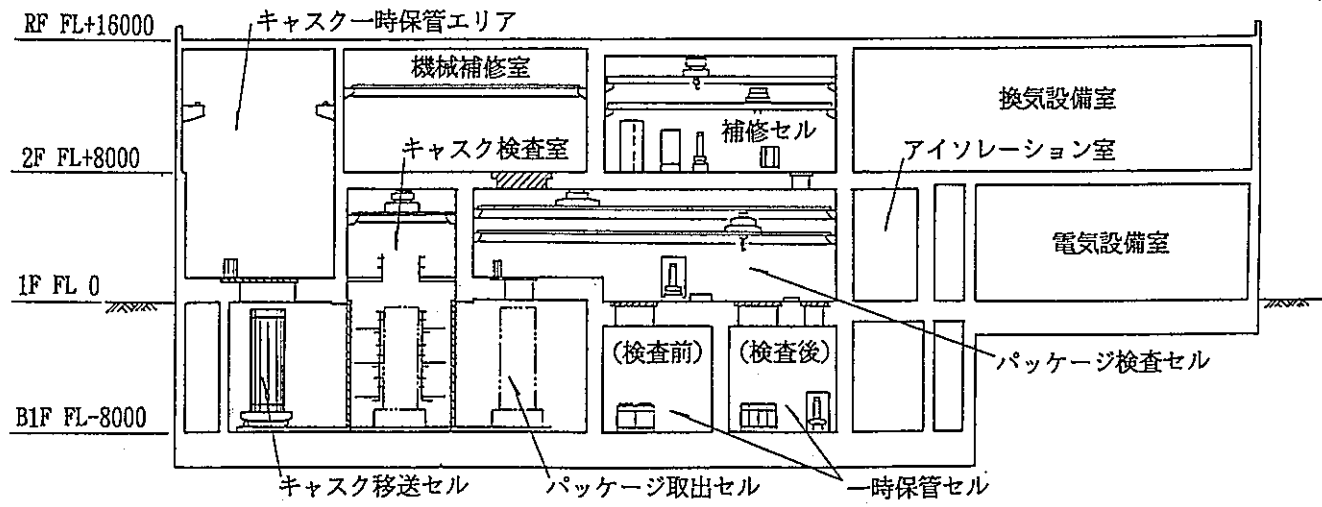 RF FL+16000
キャスク一時保管エリア
機械補修室
換気設備室
補修セル
キャスク検査室
アイソレーション室
2F FL+8000
電気設備室
1F FL 0
(検査前)
(検査後)
パッケージ検査セル
B1F FL-8000
キャスク移送セル
パッケージ取出セル
一時保管セル